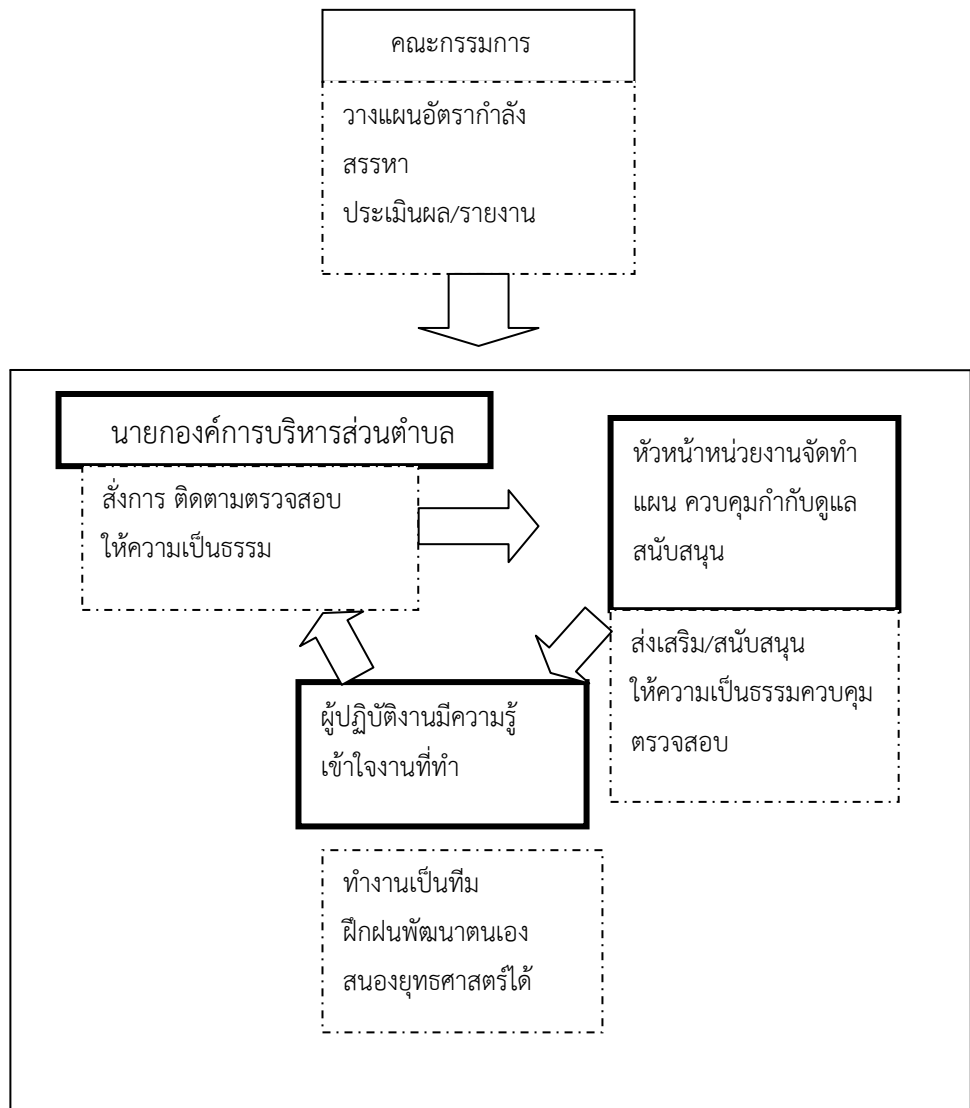 คณะกรรมการ
วางแผนอัตรากำลัง
สรรหา
ประเมินผล/รายงาน
นายกองค์การบริหารส่วนตำบล
สั่งการ ติดตามตรวจสอบ
ให้ความเป็นธรรม
หัวหน้าหน่วยงานจัดทำ
แผน ควบคุมกำกับดูแล
สนับสนุน
ส่งเสริม/สนับสนุน
ให้ความเป็นธรรมควบคุม
ตรวจสอบ
ผู้ปฏิบัติงานมีความรู้
เข้าใจงานที่ทำ
ทำงานเป็นทีม
ฝึกฝนพัฒนาตนเอง
สนองยุทธศาสตร์ได้